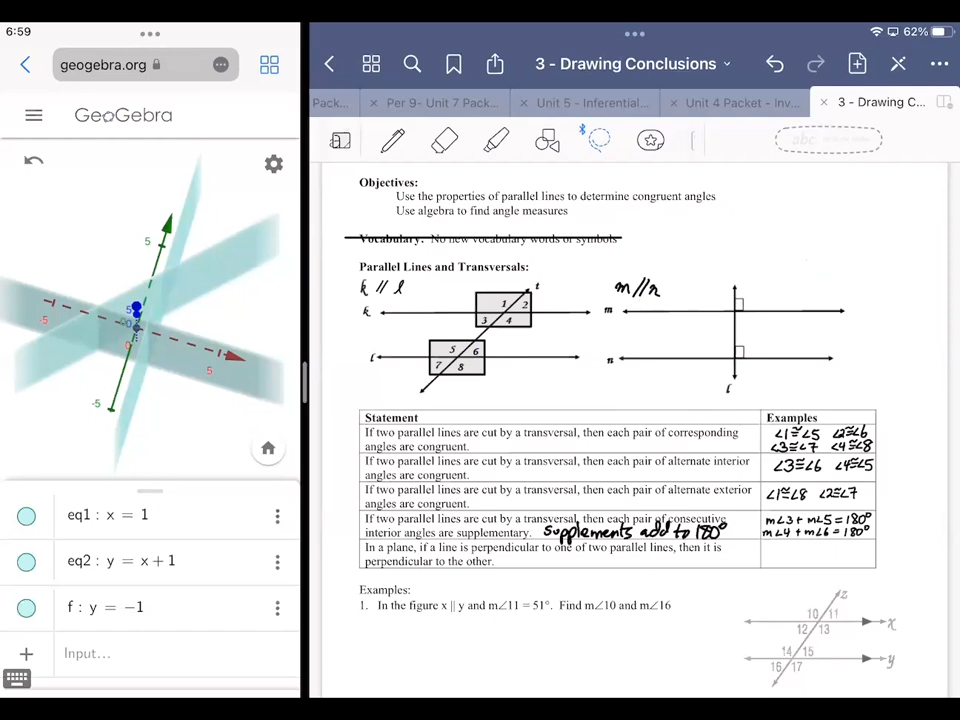 6:59
62%
geogebra.org
GeoGebra
5
-5
5
0
0
5
-5
eq1 : x = 1
eq2 : y = x + 1
f : y = −1
Input...
3 - Drawing Conclusions
Pack...
Per 9- Unit 7 Pack...
Unit 5 - Inferential...
Unit 4 Packet - Inv...
3 - Drawing C...
abc
Objectives:
Use the properties of parallel lines to determine congruent angles
Use algebra to find angle measures
Vocabulary: No new vocabulary words or symbols
Parallel Lines and Transversals:
k // l
m // n
t
k
1 2
3 4
l
5 6
7 8
m
n
l
Statement Examples
If two parallel lines are cut by a transversal, then each pair of corresponding
angles are congruent.
∠1≅∠5 ∠2≅∠6
∠3≅∠7 ∠4≅∠8
If two parallel lines are cut by a transversal, then each pair of alternate interior
angles are congruent.
∠3≅∠6 ∠4≅∠5
If two parallel lines are cut by a transversal, then each pair of alternate exterior
angles are congruent.
∠1≅∠8 ∠2≅∠7
If two parallel lines are cut by a transversal, then each pair of consecutive
interior angles are supplementary. supplements add to 180°
m∠3 + m∠5 = 180°
m∠4 + m∠6 = 180°
In a plane, if a line is perpendicular to one of two parallel lines, then it is
perpendicular to the other.
Examples:
1. In the figure x || y and m∠11 = 51°. Find m∠10 and m∠16
z
10 11
12 13
x
14 15
16 17
y